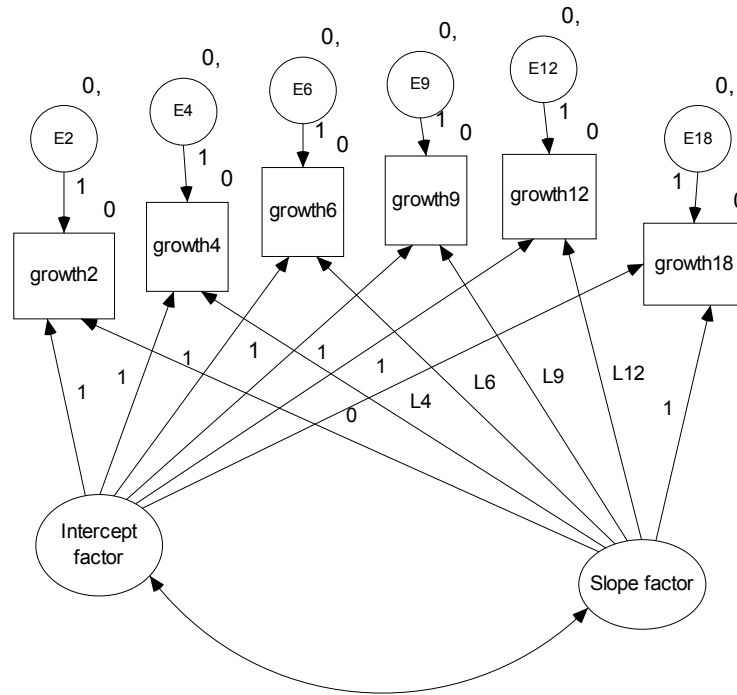 0,
0,
0,
0,
0,
0,
E12
E9
E6
E4
E2
E18
1
1
1
1
1
1
0
0
0
0
0
0
growth12
growth9
growth6
growth4
growth18
growth2
1
1
1
1
1
1
0
L4
L6
L9
L12
1
Intercept
factor
Slope factor